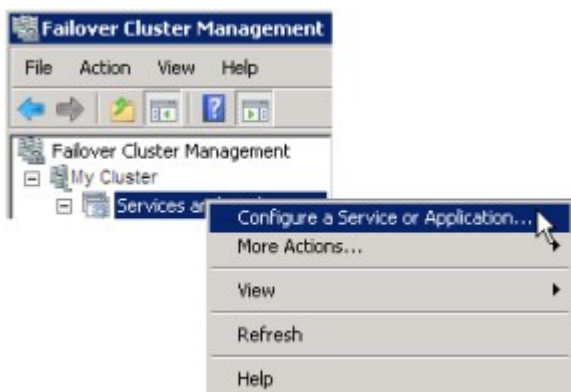 Failover Cluster Management
File Action View Help
Failover Cluster Management
My Cluster
Services a
Configure a Service or Application...
More Actions...
View
Refresh
Help